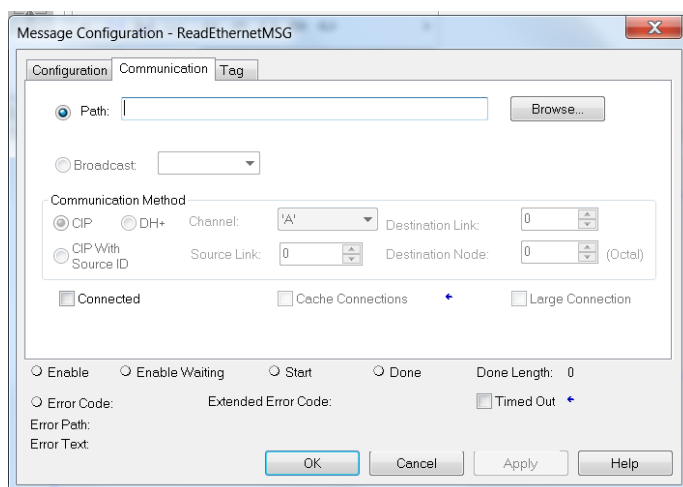 Message Configuration - ReadEthernetMSG
Configuration Communication Tag
Path: Browse...
Broadcast:
Communication Method
CIP DH+ Channel: 'A' Destination Link: 0
CIP With Source ID Source Link: 0 Destination Node: 0 (Octal)
Connected Cache Connections Large Connection
Enable Enable Waiting Start Done Done Length: 0
Error Code: Extended Error Code: Timed Out
Error Path:
Error Text:
OK Cancel Apply Help